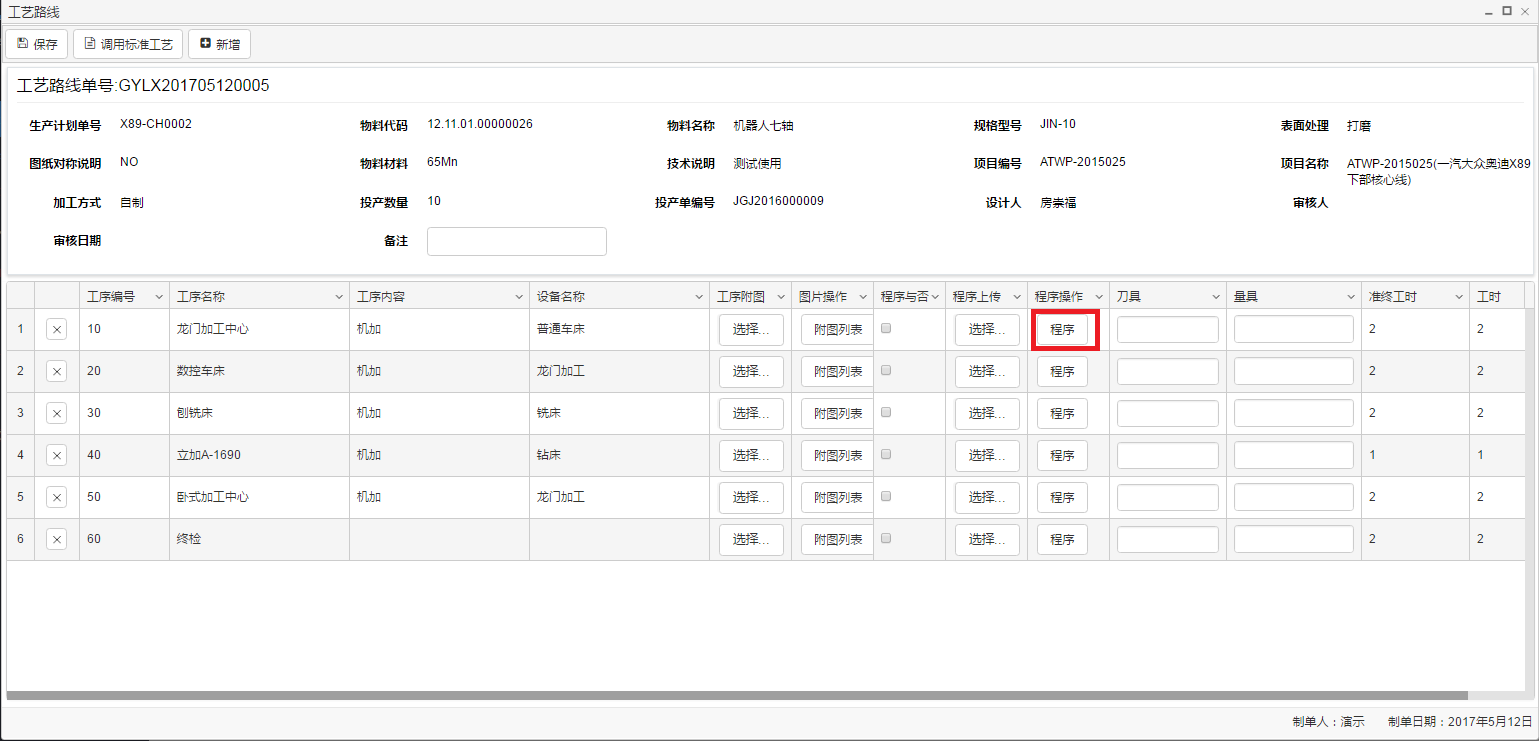 工艺路线
保存 调用标准工艺 新增
工艺路线单号:GYLX201705120005
生产计划单号 X89-CH0002 物料代码 12.11.01.00000026 物料名称 机器人七轴 规格型号 JIN-10 表面处理 打磨
图纸对称说明 NO 物料材料 65Mn 技术说明 测试使用 项目编号 ATWP-2015025 项目名称 ATWP-2015025(一汽大众奥迪X89
下部核心线)
加工方式 自制 投产数量 10 投产单编号 JGJ2016000009 设计人 房崇福 审核人
审核日期 备注
工序编号 工序名称 工序内容 设备名称 工序附图 图片操作 程序与否 程序上传 程序操作 刀具 量具 准终工时 工时
1 10 龙门加工中心 机加 普通车床 选择... 附图列表 选择... 程序 2 2
2 20 数控车床 机加 龙门加工 选择... 附图列表 选择... 程序 2 2
3 30 刨铣床 机加 铣床 选择... 附图列表 选择... 程序 2 2
4 40 立加A-1690 机加 钻床 选择... 附图列表 选择... 程序 1 1
5 50 卧式加工中心 机加 龙门加工 选择... 附图列表 选择... 程序 2 2
6 60 终检 选择... 附图列表 选择... 程序 2 2
制单人：演示 制单日期：2017年5月12日